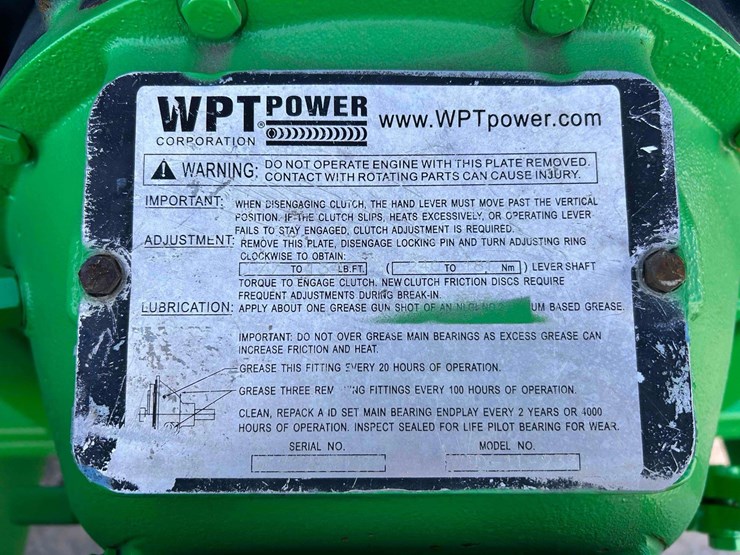 WPT POWER
CORPORATION
®
www.WPTpower.com
WARNING: DO NOT OPERATE ENGINE WITH THIS PLATE REMOVED.
CONTACT WITH ROTATING PARTS CAN CAUSE INJURY.
IMPORTANT: WHEN DISENGAGING CLUTCH, THE HAND LEVER MUST MOVE PAST THE VERTICAL
POSITION. IF THE CLUTCH SLIPS, HEATS EXCESSIVELY, OR OPERATING LEVER
FAILS TO STAY ENGAGED, CLUTCH ADJUSTMENT IS REQUIRED.
ADJUSTMENT: REMOVE THIS PLATE, DISENGAGE LOCKING PIN AND TURN ADJUSTING RING
CLOCKWISE TO OBTAIN:
TO LB.FT. ( TO Nm ) LEVER SHAFT
TORQUE TO ENGAGE CLUTCH. NEW CLUTCH FRICTION DISCS REQUIRE
FREQUENT ADJUSTMENTS DURING BREAK-IN.
LUBRICATION: APPLY ABOUT ONE GREASE GUN SHOT OF AN BASED GREASE.
IMPORTANT: DO NOT OVER GREASE MAIN BEARINGS AS EXCESS GREASE CAN
INCREASE FRICTION AND HEAT.
GREASE THIS FITTING EVERY 20 HOURS OF OPERATION.
GREASE THREE FITTINGS EVERY 100 HOURS OF OPERATION.
CLEAN, REPACK AND SET MAIN BEARING ENDPLAY EVERY 2 YEARS OR 4000
HOURS OF OPERATION. INSPECT SEALED FOR LIFE PILOT BEARING FOR WEAR.
SERIAL NO. MODEL NO.